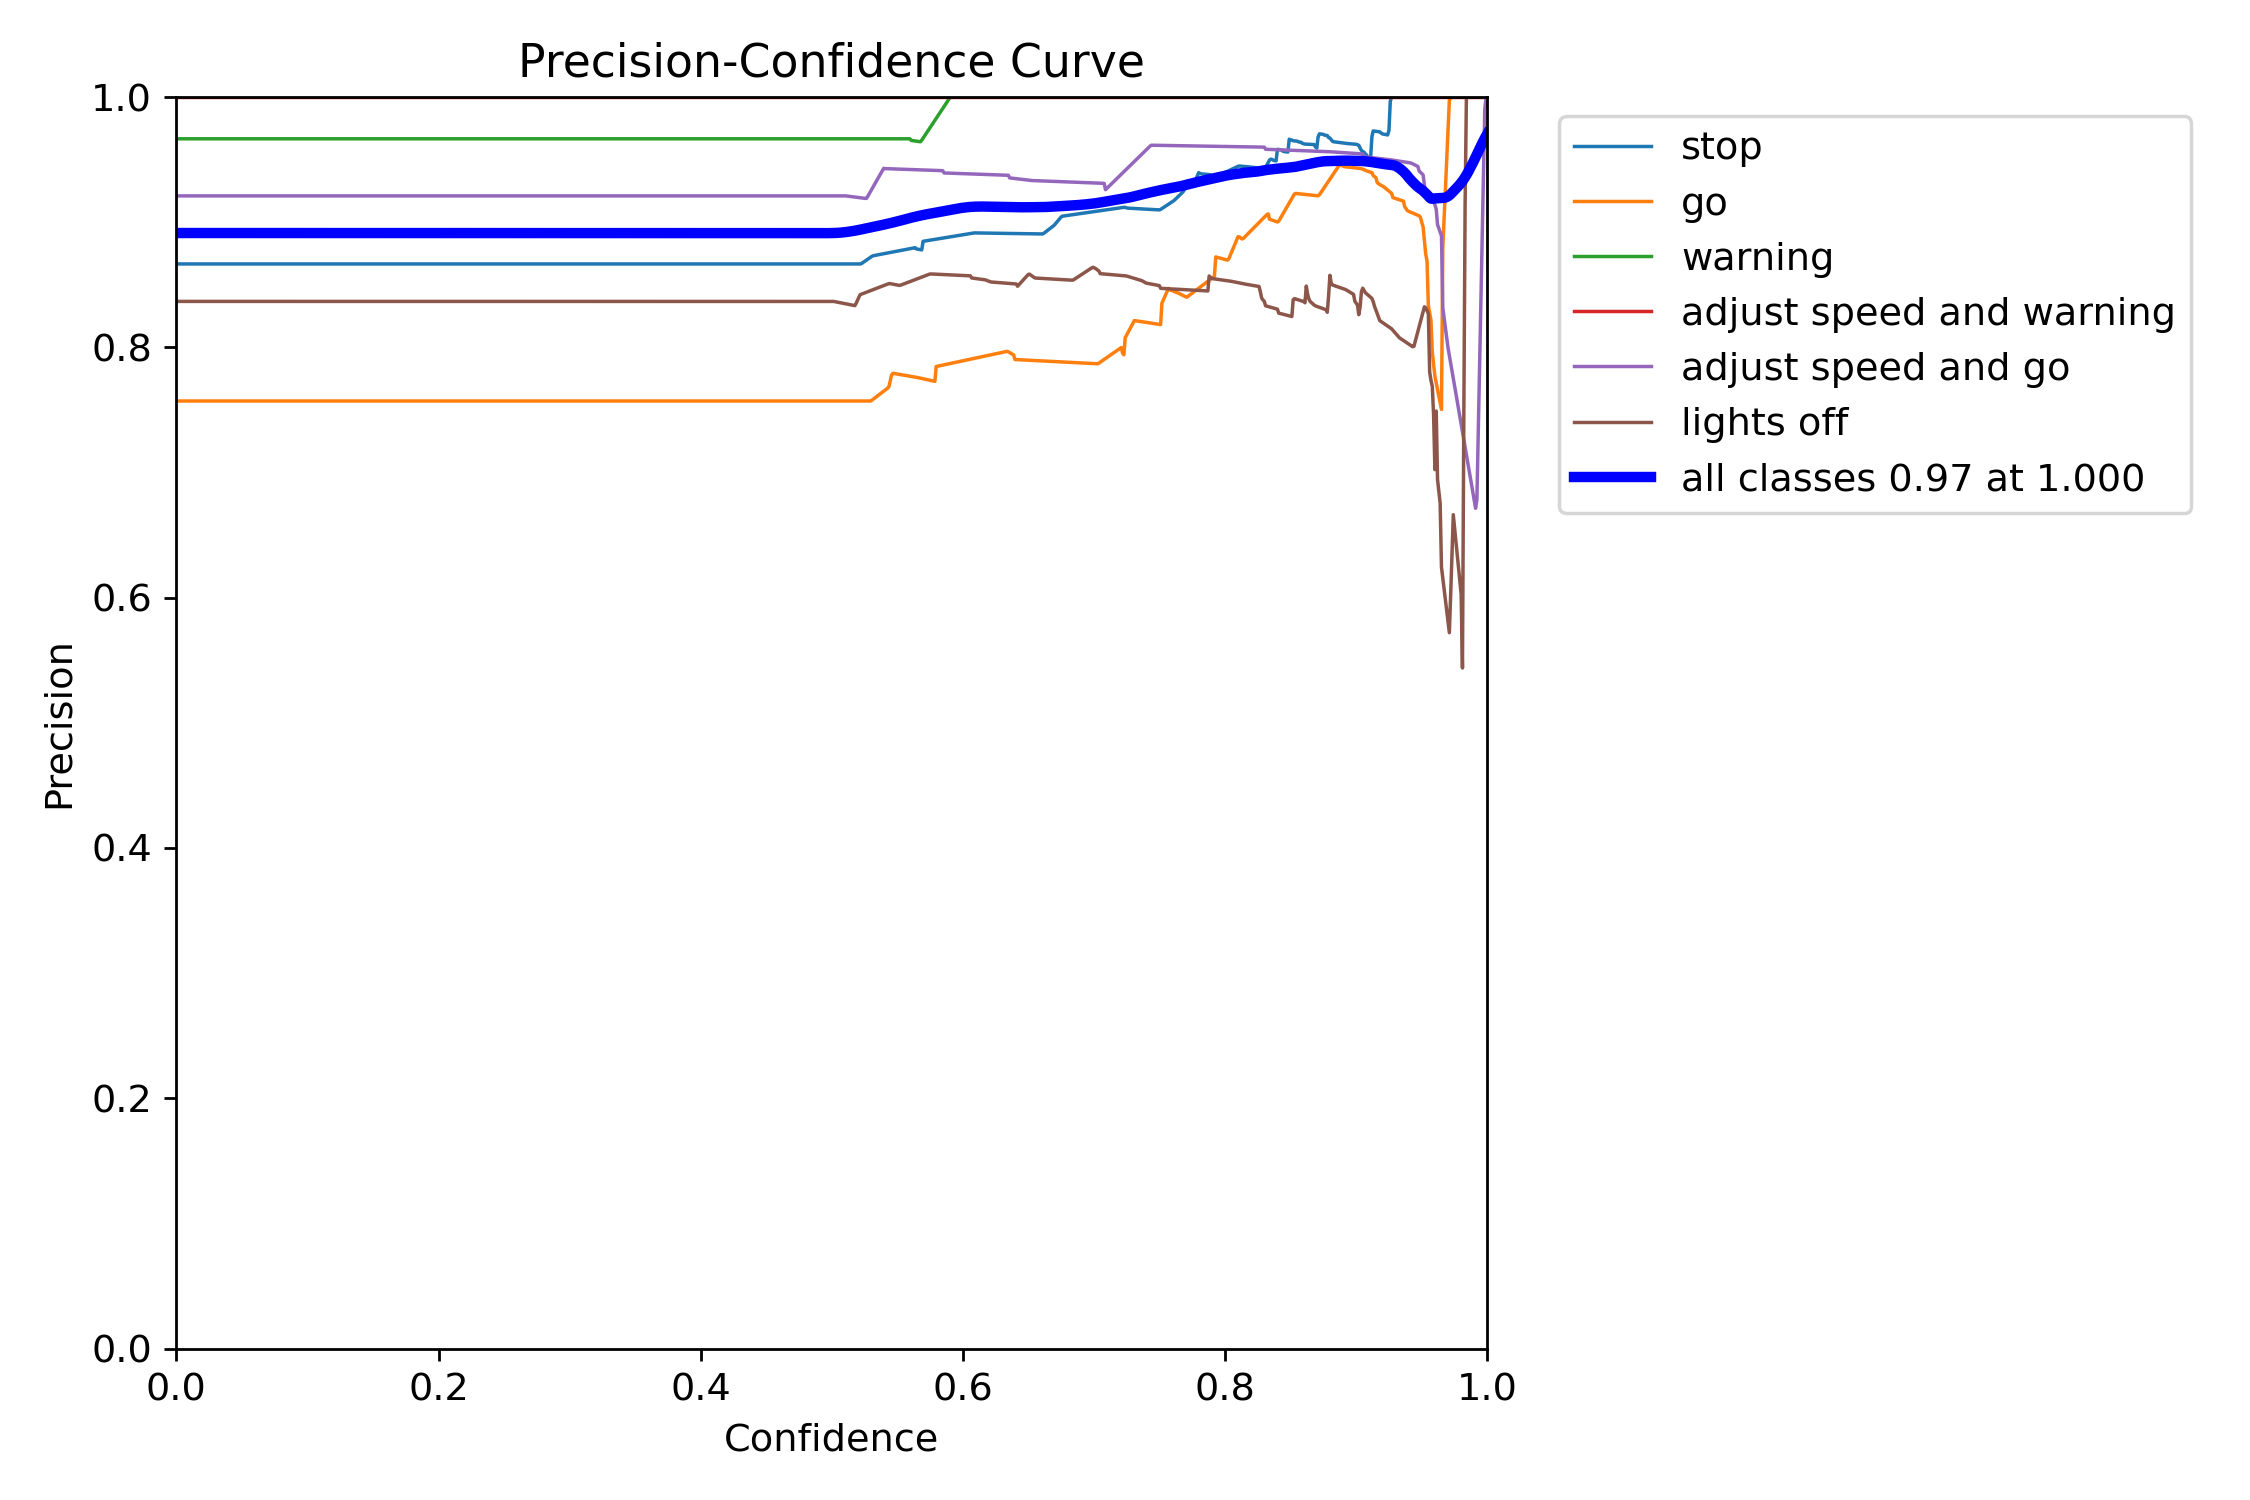 Precision-Confidence Curve
1.0
0.8
0.6
0.4
0.2
0.0
Precision
0.0
0.2
0.4
0.6
0.8
1.0
Confidence
stop
go
warning
adjust speed and warning
adjust speed and go
lights off
all classes 0.97 at 1.000